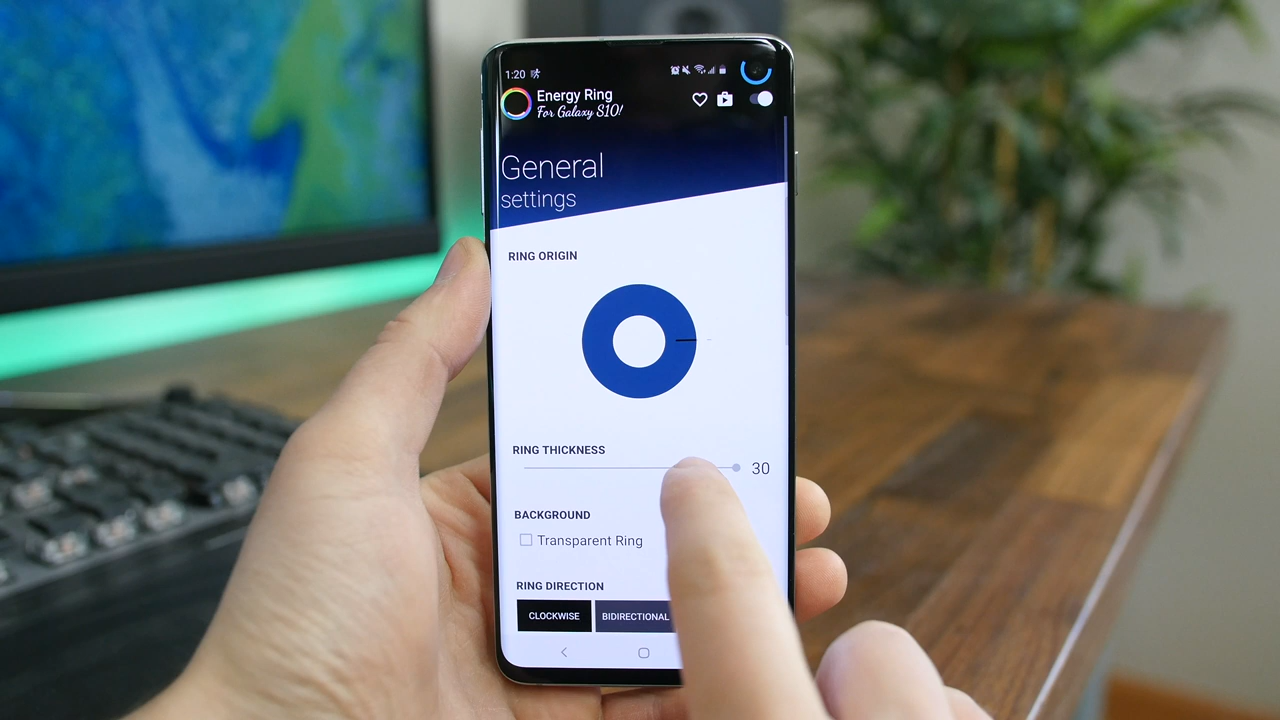 1:20
Energy Ring
For Galaxy S10!
General
settings
RING ORIGIN
RING THICKNESS
30
BACKGROUND
Transparent Ring
RING DIRECTION
CLOCKWISE
BIDIRECTIONAL